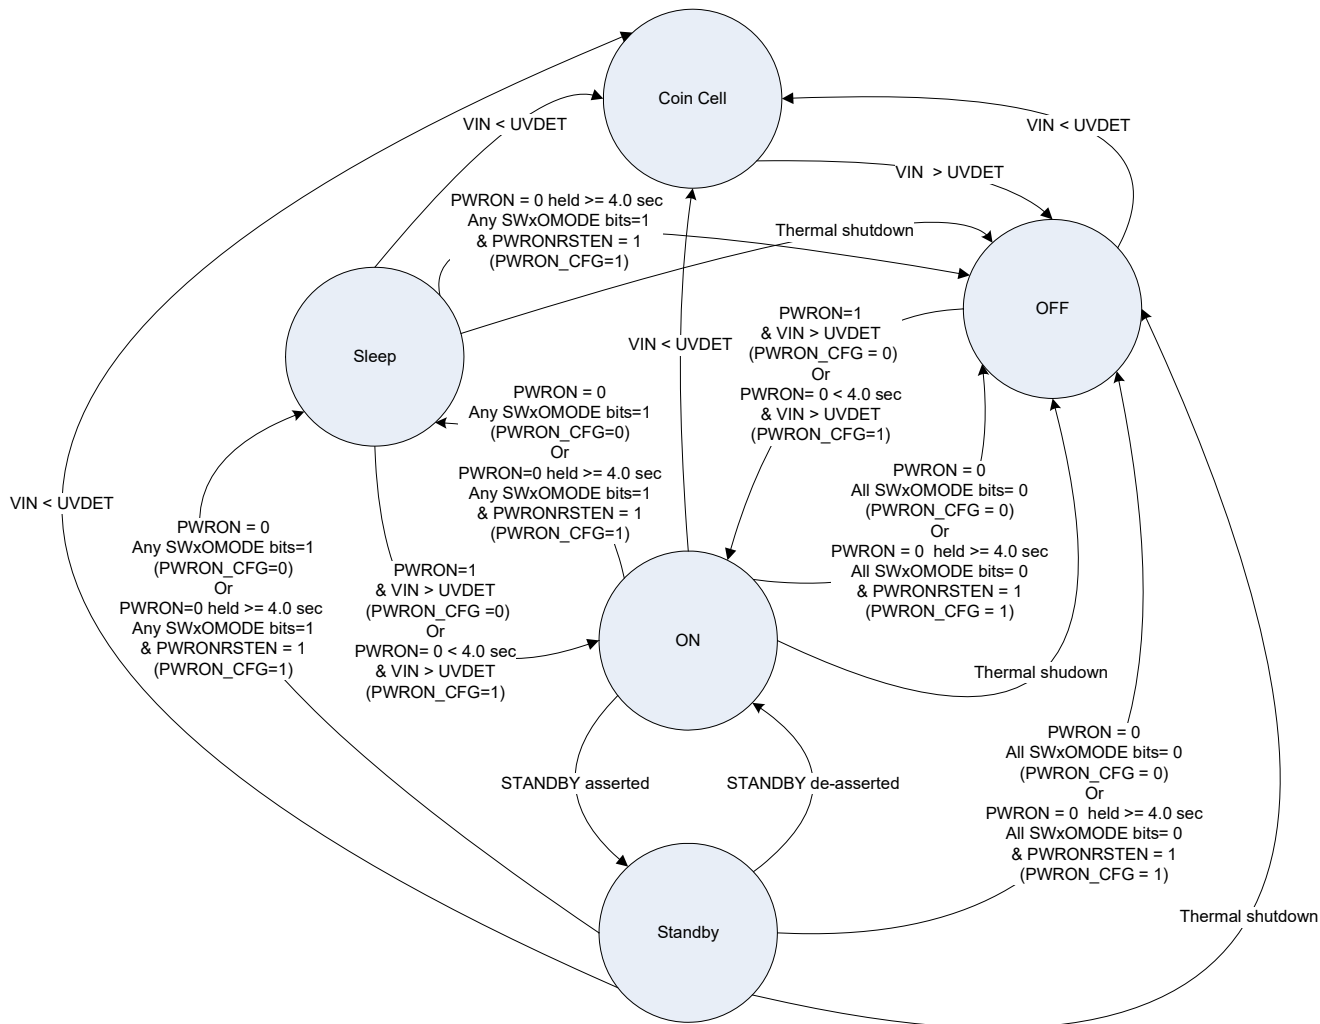 Coin Cell
VIN < UVDET
VIN < UVDET
VIN  > UVDET
PWRON = 0 held >= 4.0 sec
Any SWxOMODE bits=1
& PWRONRSTEN = 1
(PWRON_CFG=1)
Thermal shutdown
OFF
Sleep
VIN < UVDET
PWRON=1
& VIN > UVDET
(PWRON_CFG = 0)
Or
PWRON= 0 < 4.0 sec
& VIN > UVDET
(PWRON_CFG=1)
PWRON = 0
Any SWxOMODE bits=1
(PWRON_CFG=0)
Or
PWRON=0 held >= 4.0 sec
Any SWxOMODE bits=1
& PWRONRSTEN = 1
(PWRON_CFG=1)
PWRON = 0
All SWxOMODE bits= 0
(PWRON_CFG = 0)
Or
PWRON = 0  held >= 4.0 sec
All SWxOMODE bits= 0
& PWRONRSTEN = 1
(PWRON_CFG = 1)
VIN < UVDET
PWRON = 0
Any SWxOMODE bits=1
(PWRON_CFG=0)
Or
PWRON=0 held >= 4.0 sec
Any SWxOMODE bits=1
& PWRONRSTEN = 1
(PWRON_CFG=1)
PWRON=1
& VIN > UVDET
(PWRON_CFG =0)
Or
PWRON= 0 < 4.0 sec
& VIN > UVDET
(PWRON_CFG=1)
ON
Thermal shudown
STANDBY asserted
STANDBY de-asserted
PWRON = 0
All SWxOMODE bits= 0
(PWRON_CFG = 0)
Or
PWRON = 0  held >= 4.0 sec
All SWxOMODE bits= 0
& PWRONRSTEN = 1
(PWRON_CFG = 1)
Thermal shutdown
Standby